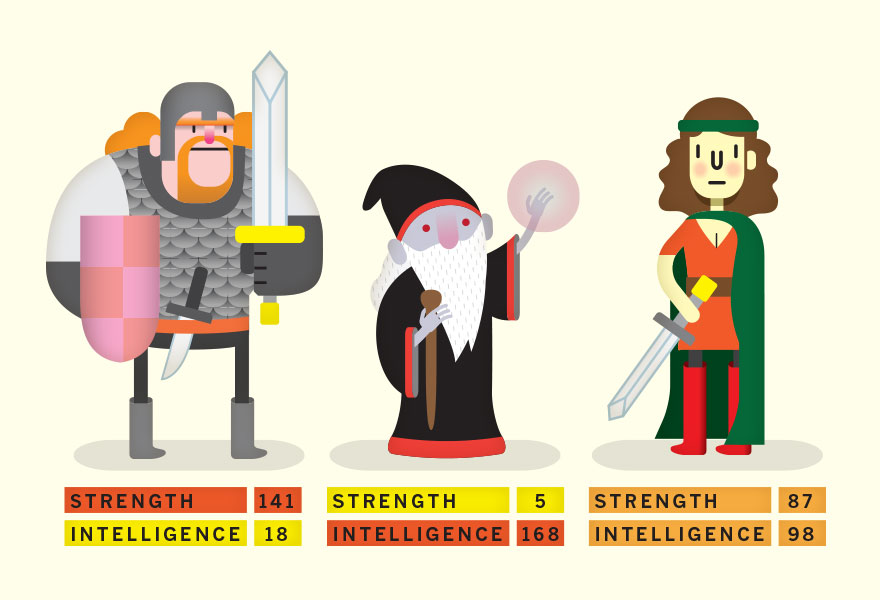 STRENGTH 141
INTELLIGENCE 18
STRENGTH 5
INTELLIGENCE 168
STRENGTH 87
INTELLIGENCE 98